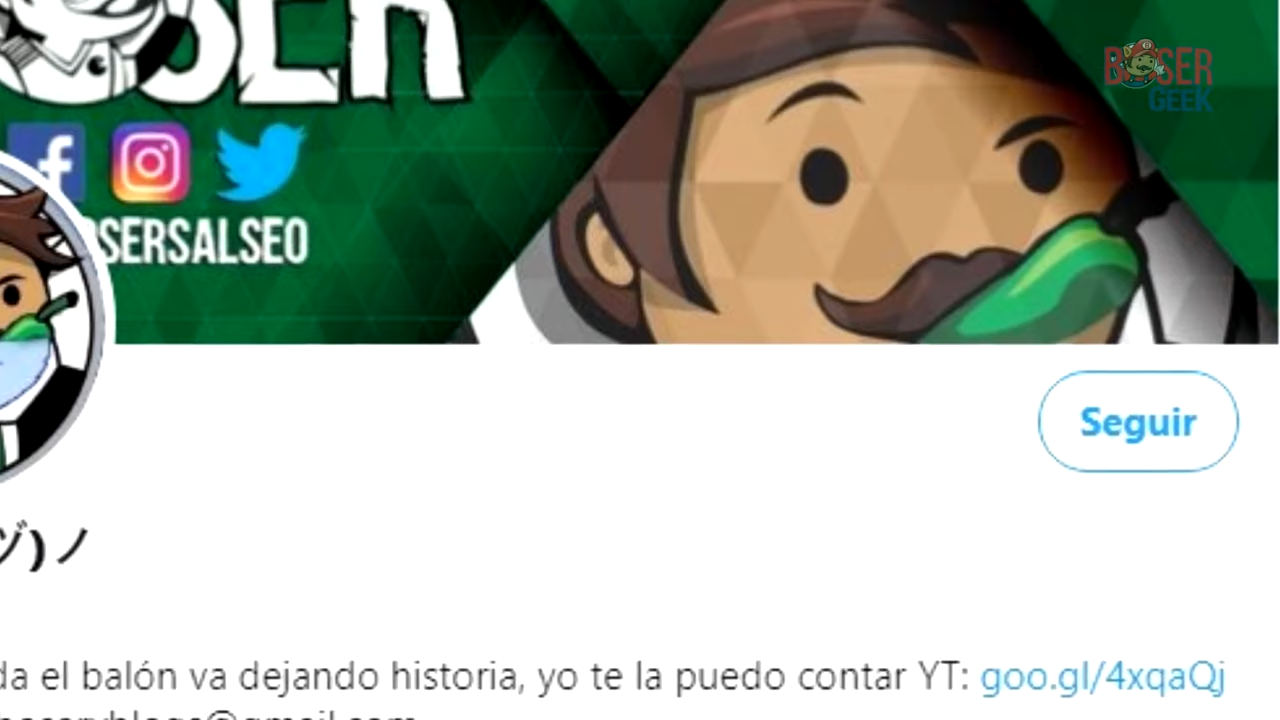 BOSER
GEEK
SERSALSEO
Seguir
ヅ)ノ
da el balón va dejando historia, yo te la puedo contar YT: goo.gl/4xqaQj